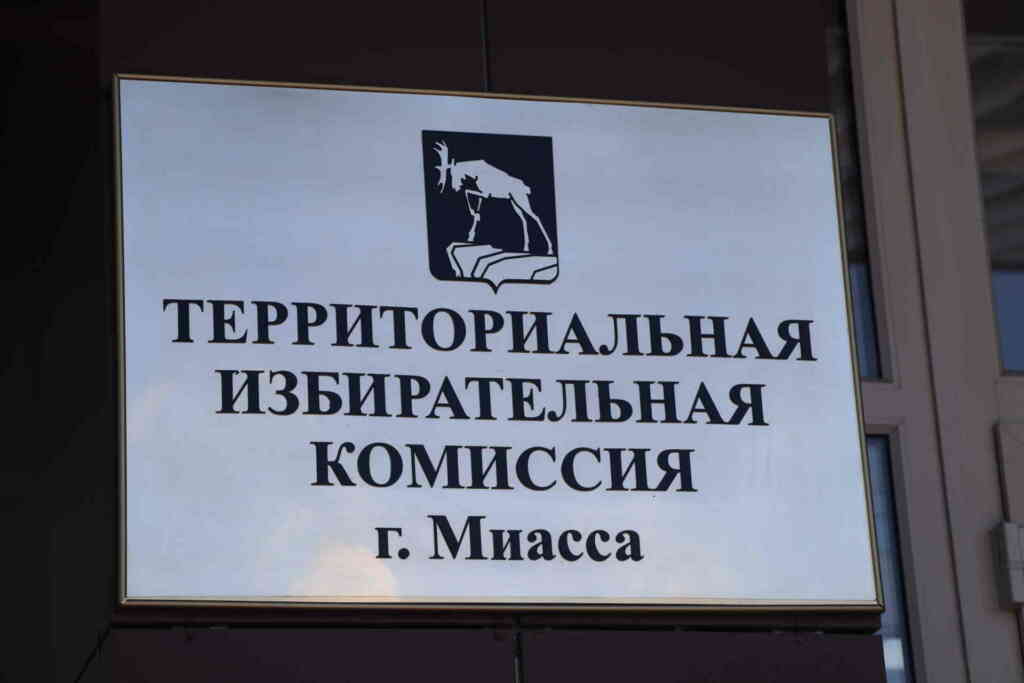 ТЕРРИТОРИАЛЬНАЯ
ИЗБИРАТЕЛЬНАЯ
КОМИССИЯ
г. Миасса